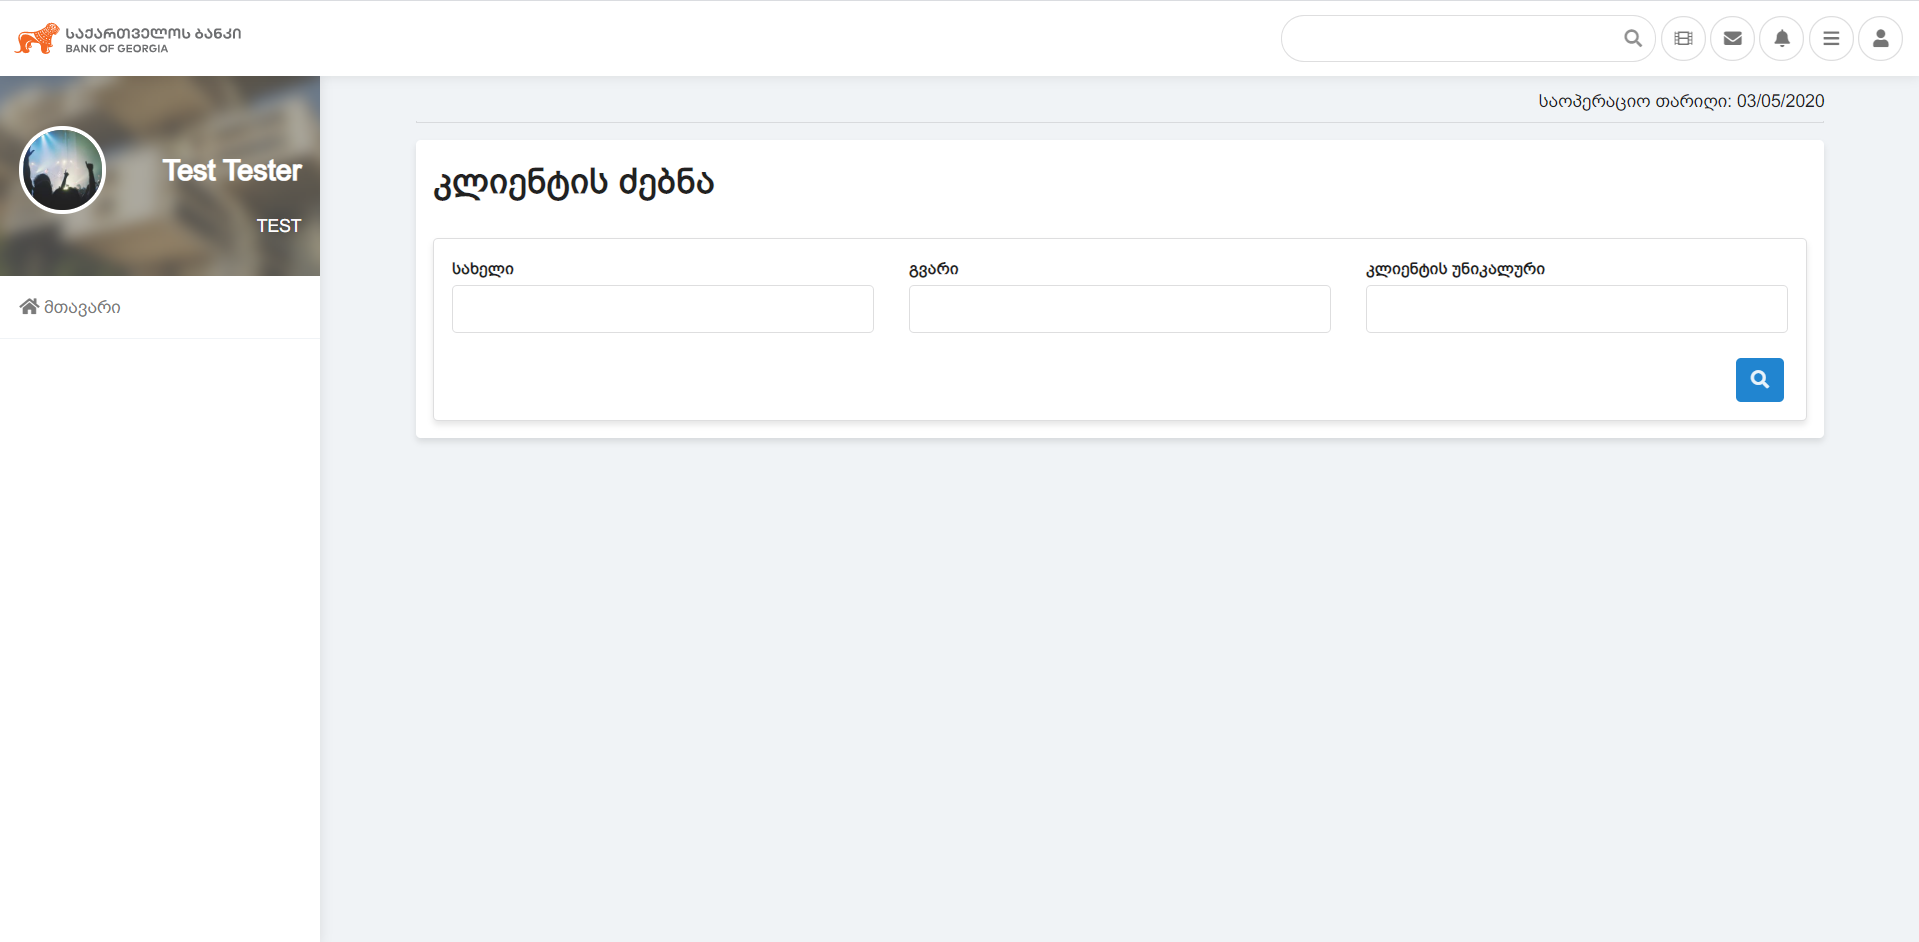 საქართველოს ბანკი
BANK OF GEORGIA
საოპერაციო თარიღი: 03/05/2020
Test Tester
TEST
მთავარი
კლიენტის ძებნა
სახელი
გვარი
კლიენტის უნიკალური